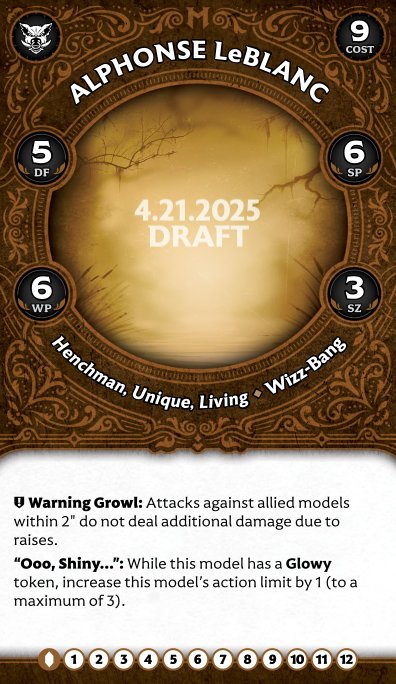 ALPHONSE LeBLANC
9
COST
5
DF
6
SP
4.21.2025
DRAFT
6
WP
3
SZ
Henchman, Unique, Living ⬥ Wizz-Bang
Warning Growl: Attacks against allied models
within 2" do not deal additional damage due to
raises.
“Ooo, Shiny...”: While this model has a Glowy
token, increase this model’s action limit by 1 (to a
maximum of 3).
1 2 3 4 5 6 7 8 9 10 11 12